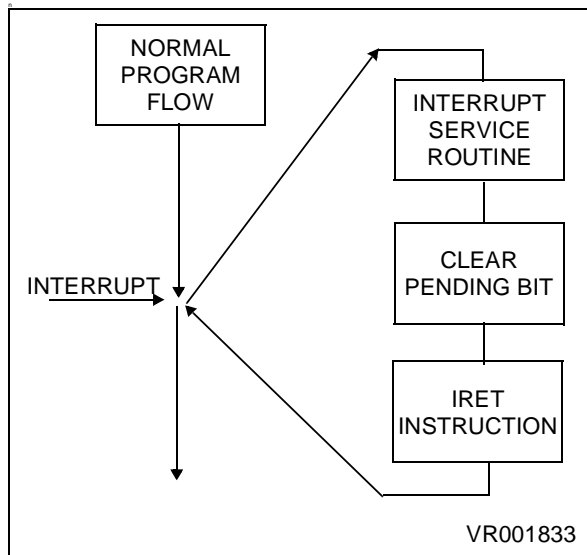 NORMAL
PROGRAM
FLOW
INTERRUPT
SERVICE
ROUTINE
INTERRUPT
CLEAR
PENDING BIT
IRET
INSTRUCTION
VR001833